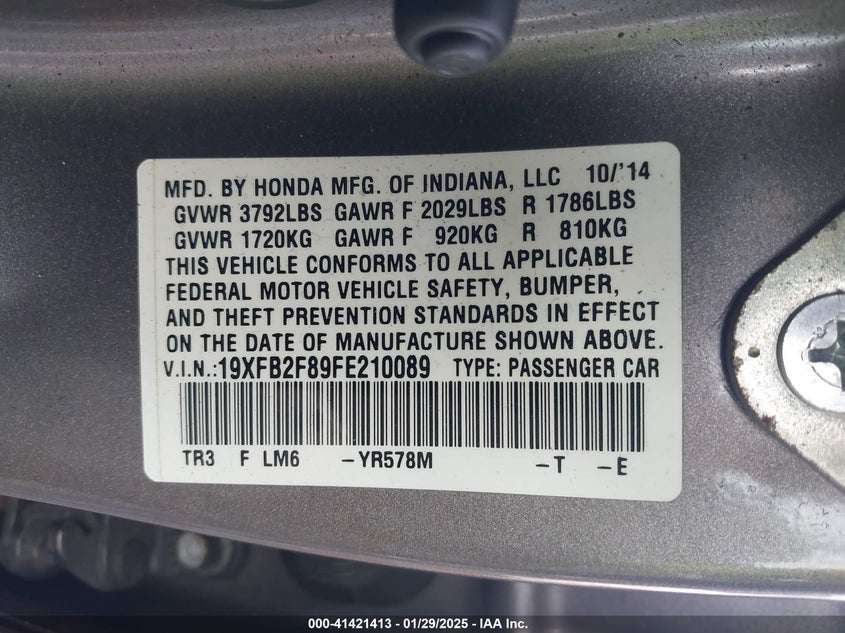 MFD. BY HONDA MFG. OF INDIANA, LLC 10/'14
GVWR 3792LBS GAWR F 2029LBS R 1786LBS
GVWR 1720KG GAWR F 920KG R 810KG
THIS VEHICLE CONFORMS TO ALL APPLICABLE
FEDERAL MOTOR VEHICLE SAFETY, BUMPER,
AND THEFT PREVENTION STANDARDS IN EFFECT
ON THE DATE OF MANUFACTURE SHOWN ABOVE.
V.I.N.:19XFB2F89FE210089 TYPE: PASSENGER CAR
TR3 F LM6 -YR578M -T -E
000-41421413 - 01/29/2025 - IAA Inc.